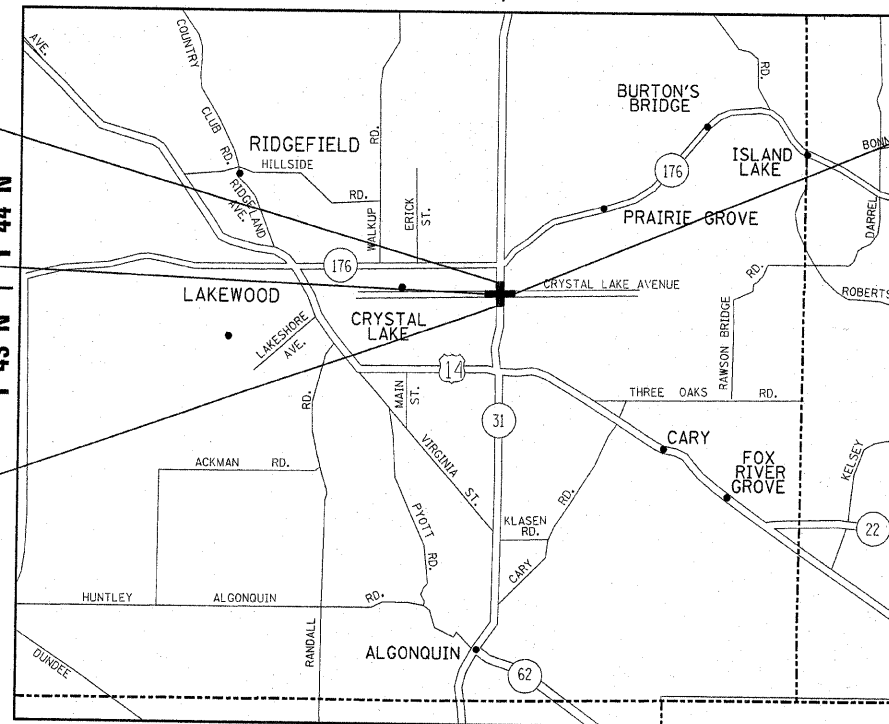 AVE.
COUNTRY
CLUB
RD.
RIDGEFIELD
HILLSIDE
RD.
RIDGELAND
AVE.
WALKUP
RD.
ERICK
ST.
BURTON'S
BRIDGE
RD.
176
ISLAND
LAKE
BONN
PRAIRIE GROVE
DARREL
RD.
ROBERTS
T 43 N | T 44 N
176
LAKEWOOD
CRYSTAL
LAKE
CRYSTAL LAKE AVENUE
LAKESHORE
AVE.
RAWSON BRIDGE
14
MAIN
ST.
31
THREE OAKS RD.
RD.
VIRGINIA
ST.
CARY
FOX
RIVER
GROVE
KELSEY
22
ACKMAN RD.
PYOTT
RD.
KLASEN
RD.
CARY
RD.
HUNTLEY ALGONQUIN RD.
RANDALL
DUNDEE
ALGONQUIN
62